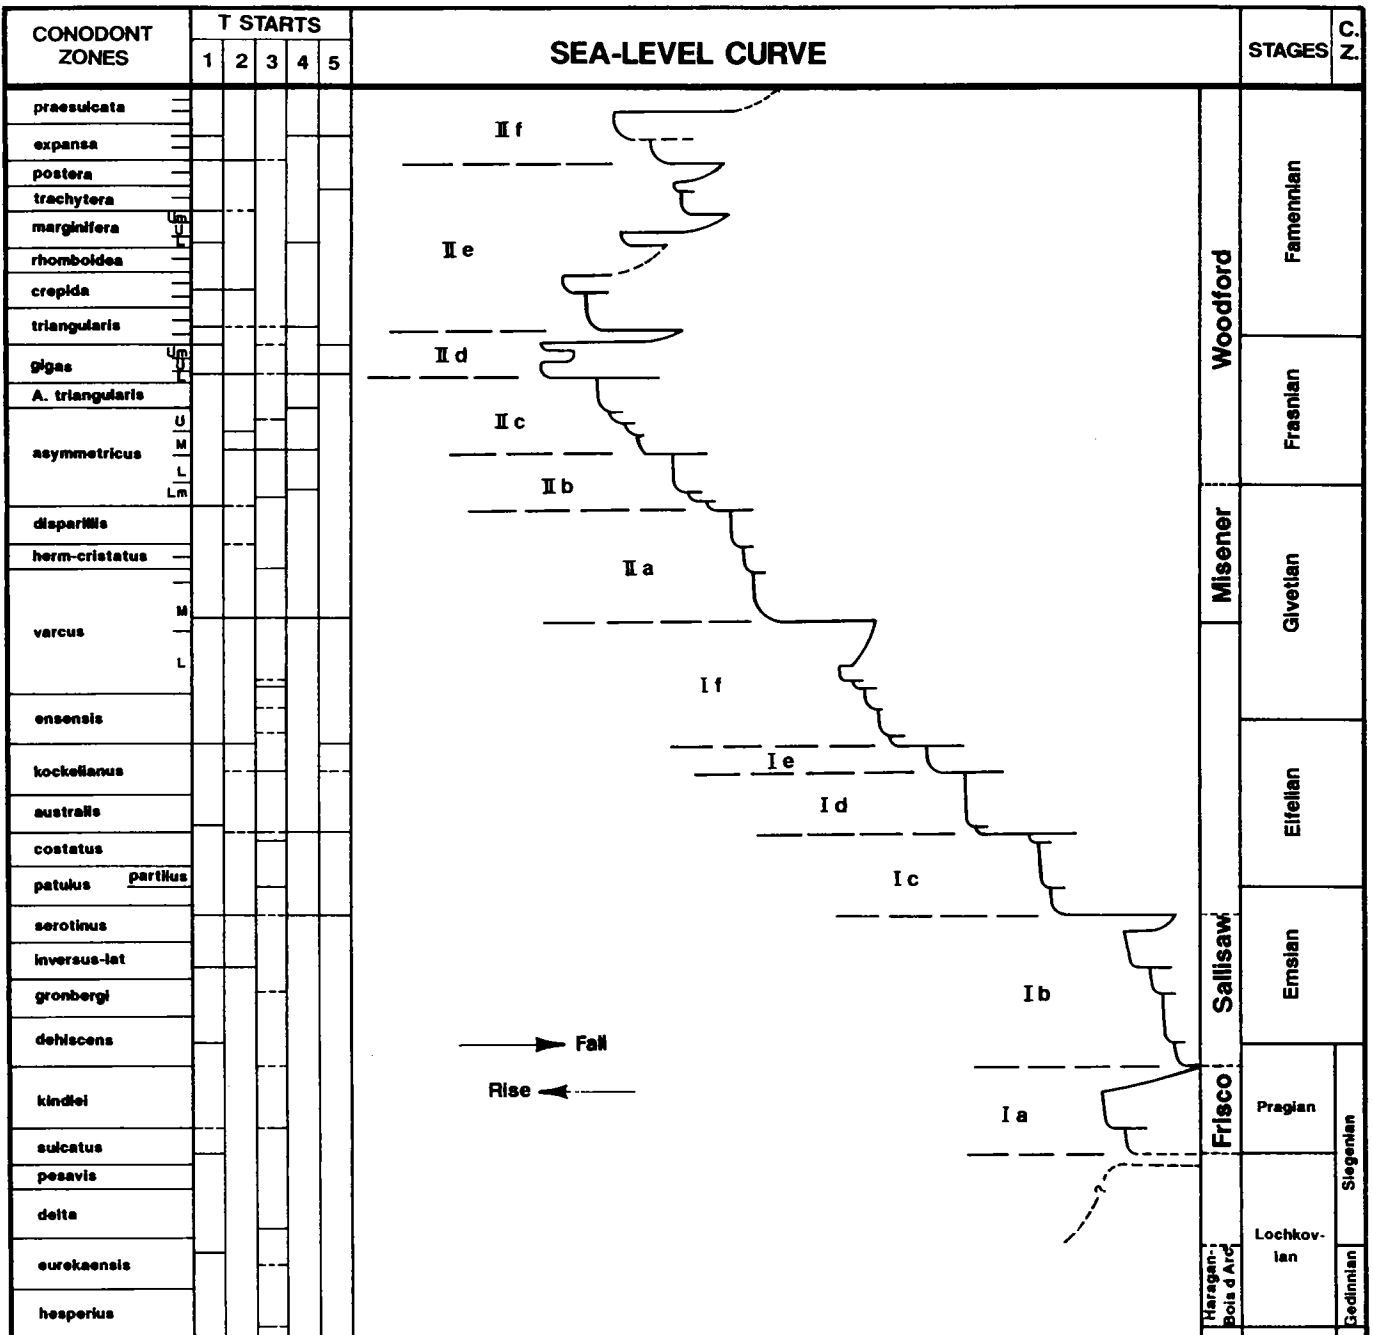 CONODONT
ZONES
T STARTS
1 2 3 4 5
SEA-LEVEL CURVE
STAGES
C.
Z.
praesulcata
expansa
postera
trachytera
marginifera
Um
U
L
rhomboidea
crepida
triangularis
gigas
Um
U
L
A. triangularis
asymmetricus
U
M
L
Lm
disparilis
herm-cristatus
varcus
M
L
ensensis
kockelianus
australis
costatus
patulus
partitus
serotinus
inversus-lat
gronbergi
dehiscens
kindlei
sulcatus
pesavis
delta
eurekaensis
hesperius
II f
II e
II d
II c
II b
II a
I f
I e
I d
I c
I b
I a
?
Fall
Rise
Woodford
Misener
Sallisaw
Frisco
Haragan-
Bois d Arc
Famennian
Frasnian
Givetian
Eifelian
Emsian
Pragian
Lochkov-
ian
Siegenian
Gedinnian